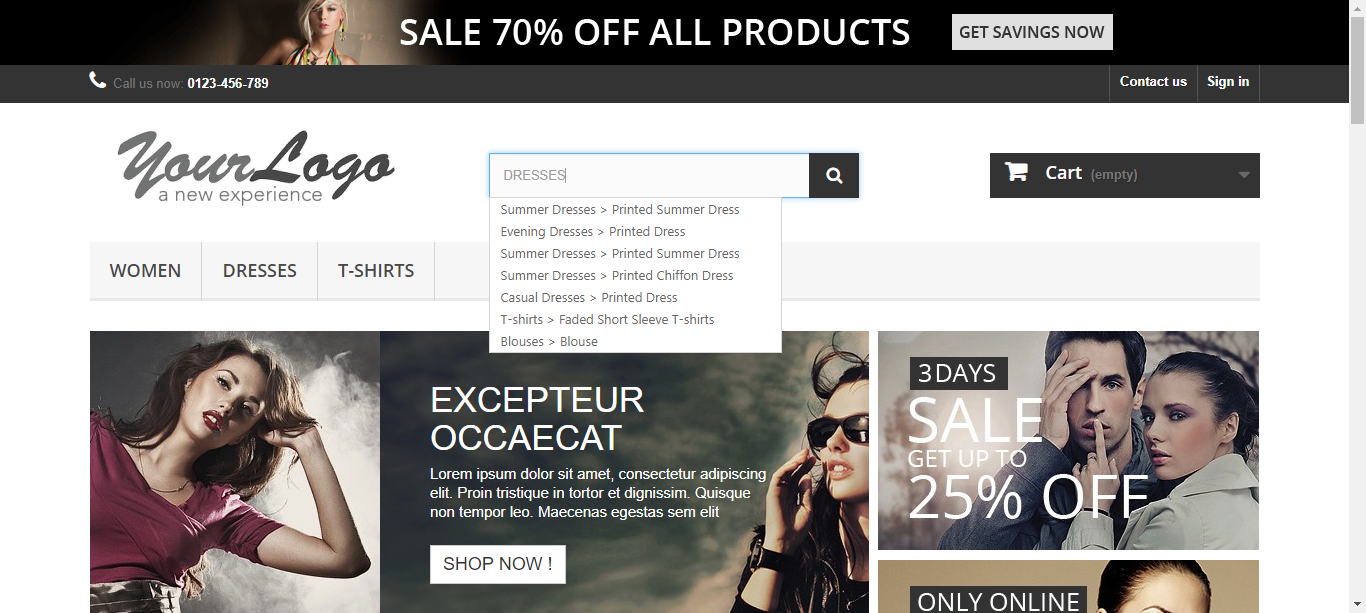 SALE 70% OFF ALL PRODUCTS
GET SAVINGS NOW
Call us now: 0123-456-789
Contact us
Sign in
YourLogo
a new experience
DRESSES
Cart (empty)
Summer Dresses > Printed Summer Dress
Evening Dresses > Printed Dress
Summer Dresses > Printed Summer Dress
Summer Dresses > Printed Chiffon Dress
Casual Dresses > Printed Dress
T-shirts > Faded Short Sleeve T-shirts
Blouses > Blouse
WOMEN
DRESSES
T-SHIRTS
EXCEPTEUR
OCCAECAT
Lorem ipsum dolor sit amet, consectetur adipiscing
elit. Proin tristique in tortor et dignissim. Quisque
non tempor leo. Maecenas egestas sem elit
SHOP NOW !
3 DAYS
SALE
GET UP TO
25% OFF
ONLY ONLINE